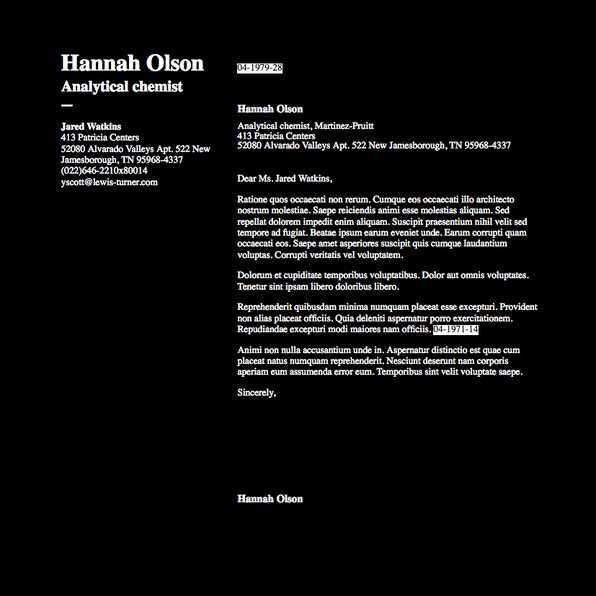 Hannah Olson
Analytical chemist
Jared Watkins
413 Patricia Centers
52080 Alvarado Valleys Apt. 522 New
Jamesborough, TN 95968-4337
(022)646-2210x80014
yscott@lewis-turner.com
04-1979-28
Hannah Olson
Analytical chemist, Martinez-Pruitt
413 Patricia Centers
52080 Alvarado Valleys Apt. 522 New Jamesborough, TN 95968-4337
Dear Ms. Jared Watkins,
Ratione quos occaecati non rerum. Cumque eos occaecati illo architecto
nostrum molestiae. Saepe reiciendis animi esse molestias aliquam. Sed
repellat dolorem impedit enim aliquam. Suscipit praesentium nihil velit sed
tempore ad fugiat. Beatae ipsum earum eveniet unde. Earum corrupti quam
occaecati eos. Saepe amet asperiores suscipit quis cumque laudantium
voluptas. Corrupti veritatis vel voluptatem.
Dolorum et cupiditate temporibus voluptatibus. Dolor aut omnis voluptates.
Tenetur sint ipsam libero doloribus libero.
Reprehenderit quibusdam minima numquam placeat esse excepturi. Provident
non alias placeat officiis. Quia deleniti aspernatur porro exercitationem.
Repudiandae excepturi modi maiores nam officiis. 04-1971-14
Animi non nulla accusantium unde in. Aspernatur distinctio est quae cum
placeat natus numquam reprehenderit. Nesciunt deserunt nam corporis
aperiam eum assumenda error eum. Temporibus sint velit voluptate saepe.
Sincerely,
Hannah Olson